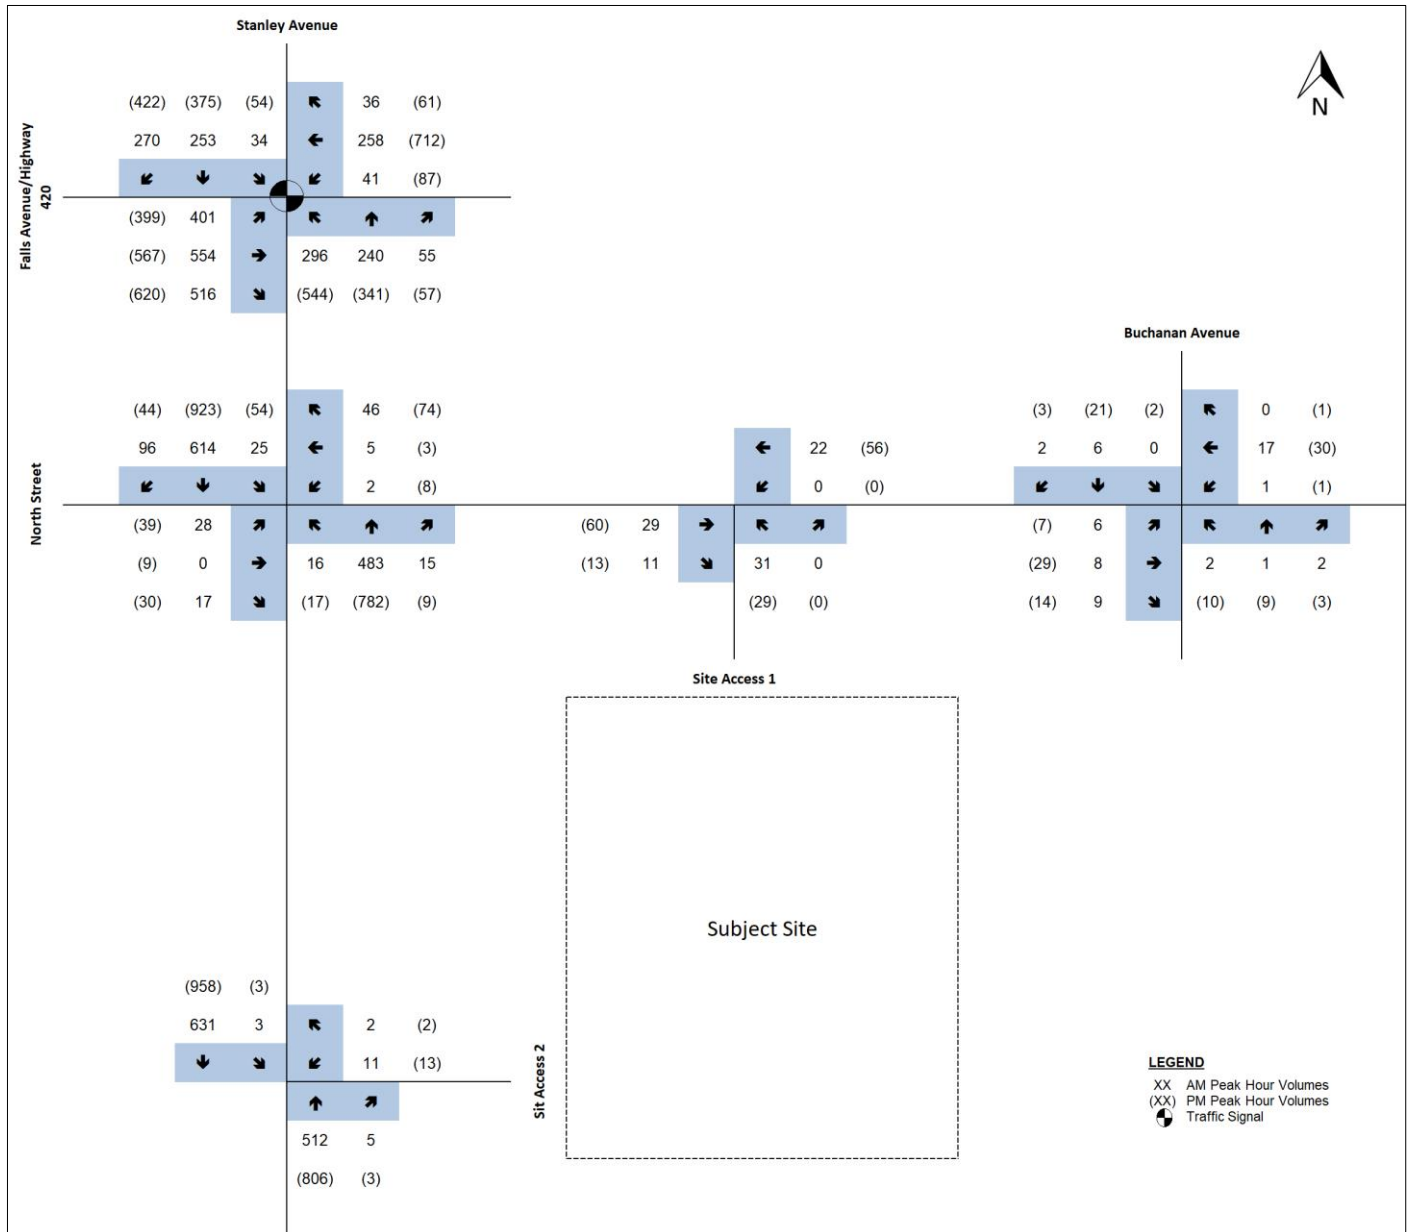 Stanley Avenue
(422) (375) (54) 36 (61)
270 253 34 258 (712)
41 (87)
Falls Avenue/Highway
420
(399) 401
(567) 554 296 240 55
(620) 516 (544) (341) (57)
N
Buchanan Avenue
(44) (923) (54) 46 (74)
96 614 25 5 (3)
2 (8)
North Street
(39) 28
(9) 0 16 483 15
(30) 17 (17) (782) (9)
22 (56)
0 (0)
(60) 29
(13) 11 31 0
(29) (0)
Site Access 1
(3) (21) (2) 0 (1)
2 6 0 17 (30)
1 (1)
(7) 6
(29) 8 2 1 2
(14) 9 (10) (9) (3)
Subject Site
(958) (3)
631 3 2 (2)
11 (13)
Sit Access 2
512 5
(806) (3)
LEGEND
XX AM Peak Hour Volumes
(XX) PM Peak Hour Volumes
Traffic Signal